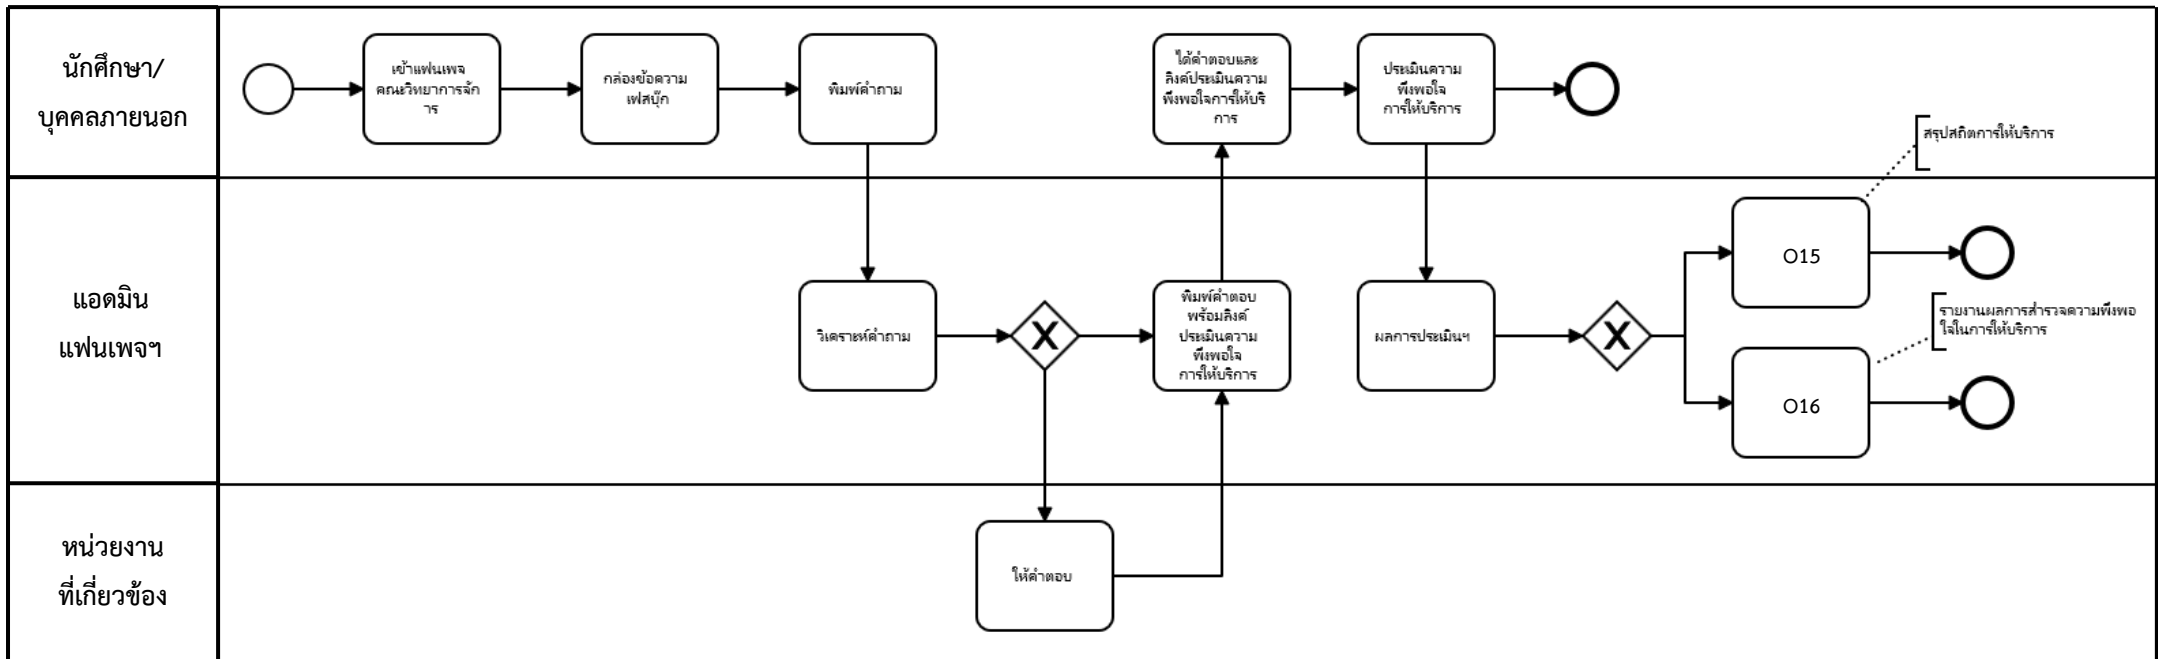 นักศึกษา/
บุคคลภายนอก
เข้าแฟนเพจ
คณะวิทยาการจัก
าร
กล่องข้อความ
เฟสบุ๊ก
พิมพ์คำถาม
ได้คำตอบและ
ลิงค์ประเมินความ
พึงพอใจการให้บริ
การ
ประเมินความ
พึงพอใจ
การให้บริการ
สรุปสถิตการให้บริการ
แอดมิน
แฟนเพจฯ
วิเคราะห์คำถาม
X
พิมพ์คำตอบ
พร้อมลิงค์
ประเมินความ
พึงพอใจ
การให้บริการ
ผลการประเมินฯ
X
O15
รายงานผลการสำรวจความพึงพอ
ใจในการให้บริการ
O16
หน่วยงาน
ที่เกี่ยวข้อง
ให้คำตอบ